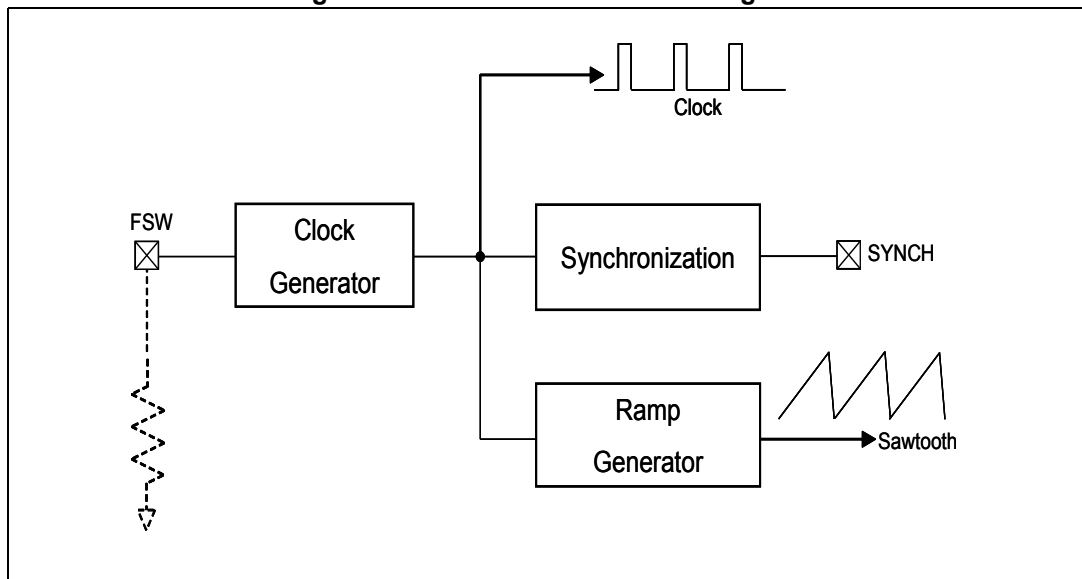 Clock
FSW
Clock
Generator
Synchronization
SYNCH
Ramp
Generator
Sawtooth